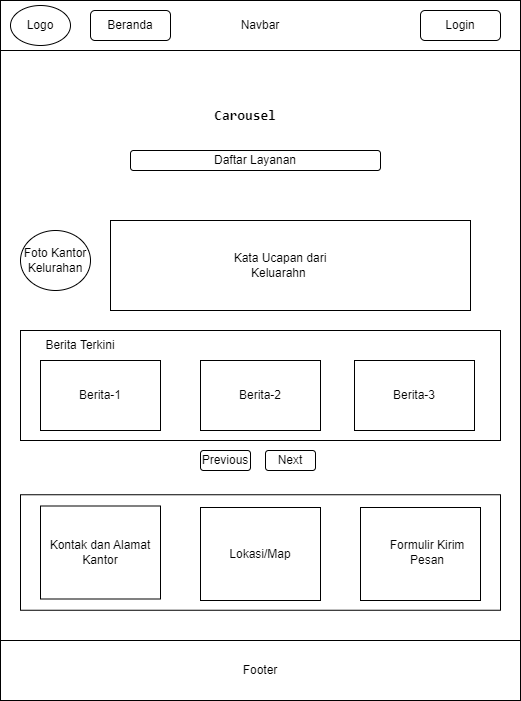 Logo
Beranda
Navbar
Login
Carousel
Daftar Layanan
Foto Kantor
Kelurahan
Kata Ucapan dari
Keluarahn
Berita Terkini
Berita-1
Berita-2
Berita-3
Previous
Next
Kontak dan Alamat
Kantor
Lokasi/Map
Formulir Kirim
Pesan
Footer